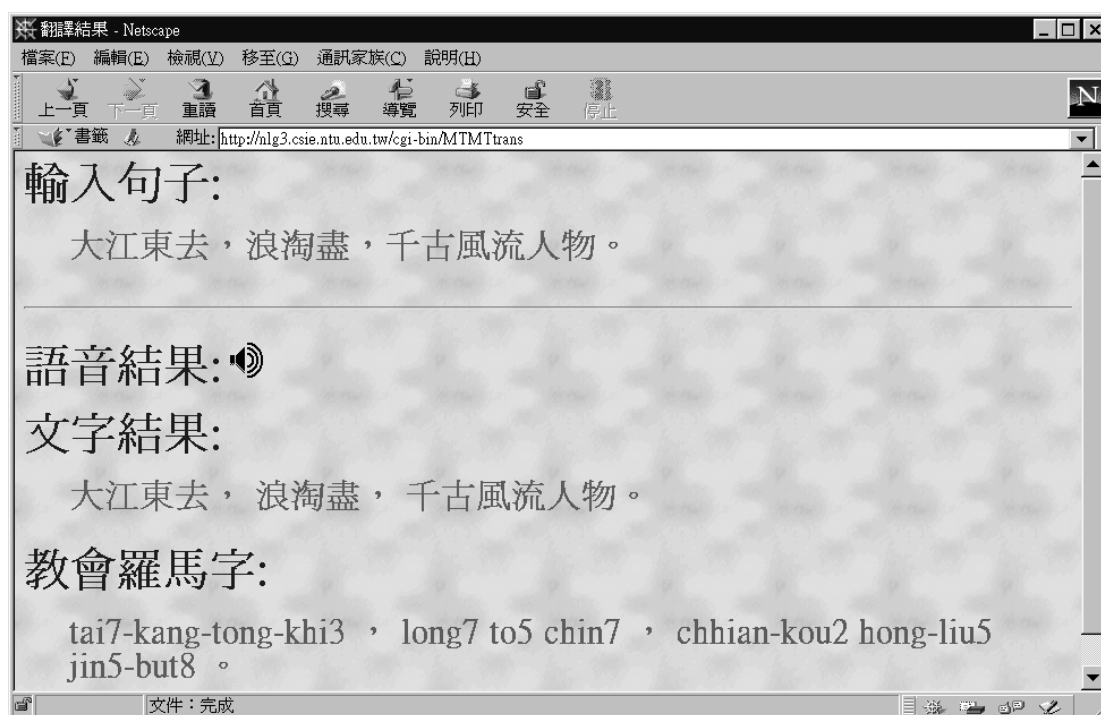 翻譯結果 - Netscape
檔案(F) 編輯(E) 檢視(V) 移至(G) 通訊家族(C) 說明(H)
上一頁 下一頁 重讀 首頁 搜尋 導覽 列印 安全 停止
N
書籤 網址: http://nlg3.csie.ntu.edu.tw/cgi-bin/MTMTtrans
輸入句子:
大江東去，浪淘盡，千古風流人物。
語音結果:
文字結果:
大江東去， 浪淘盡， 千古風流人物。
教會羅馬字:
tai7-kang-tong-khi3 ， long7 to5 chin7 ， chhian-kou2 hong-liu5
jin5-but8 。
文件：完成